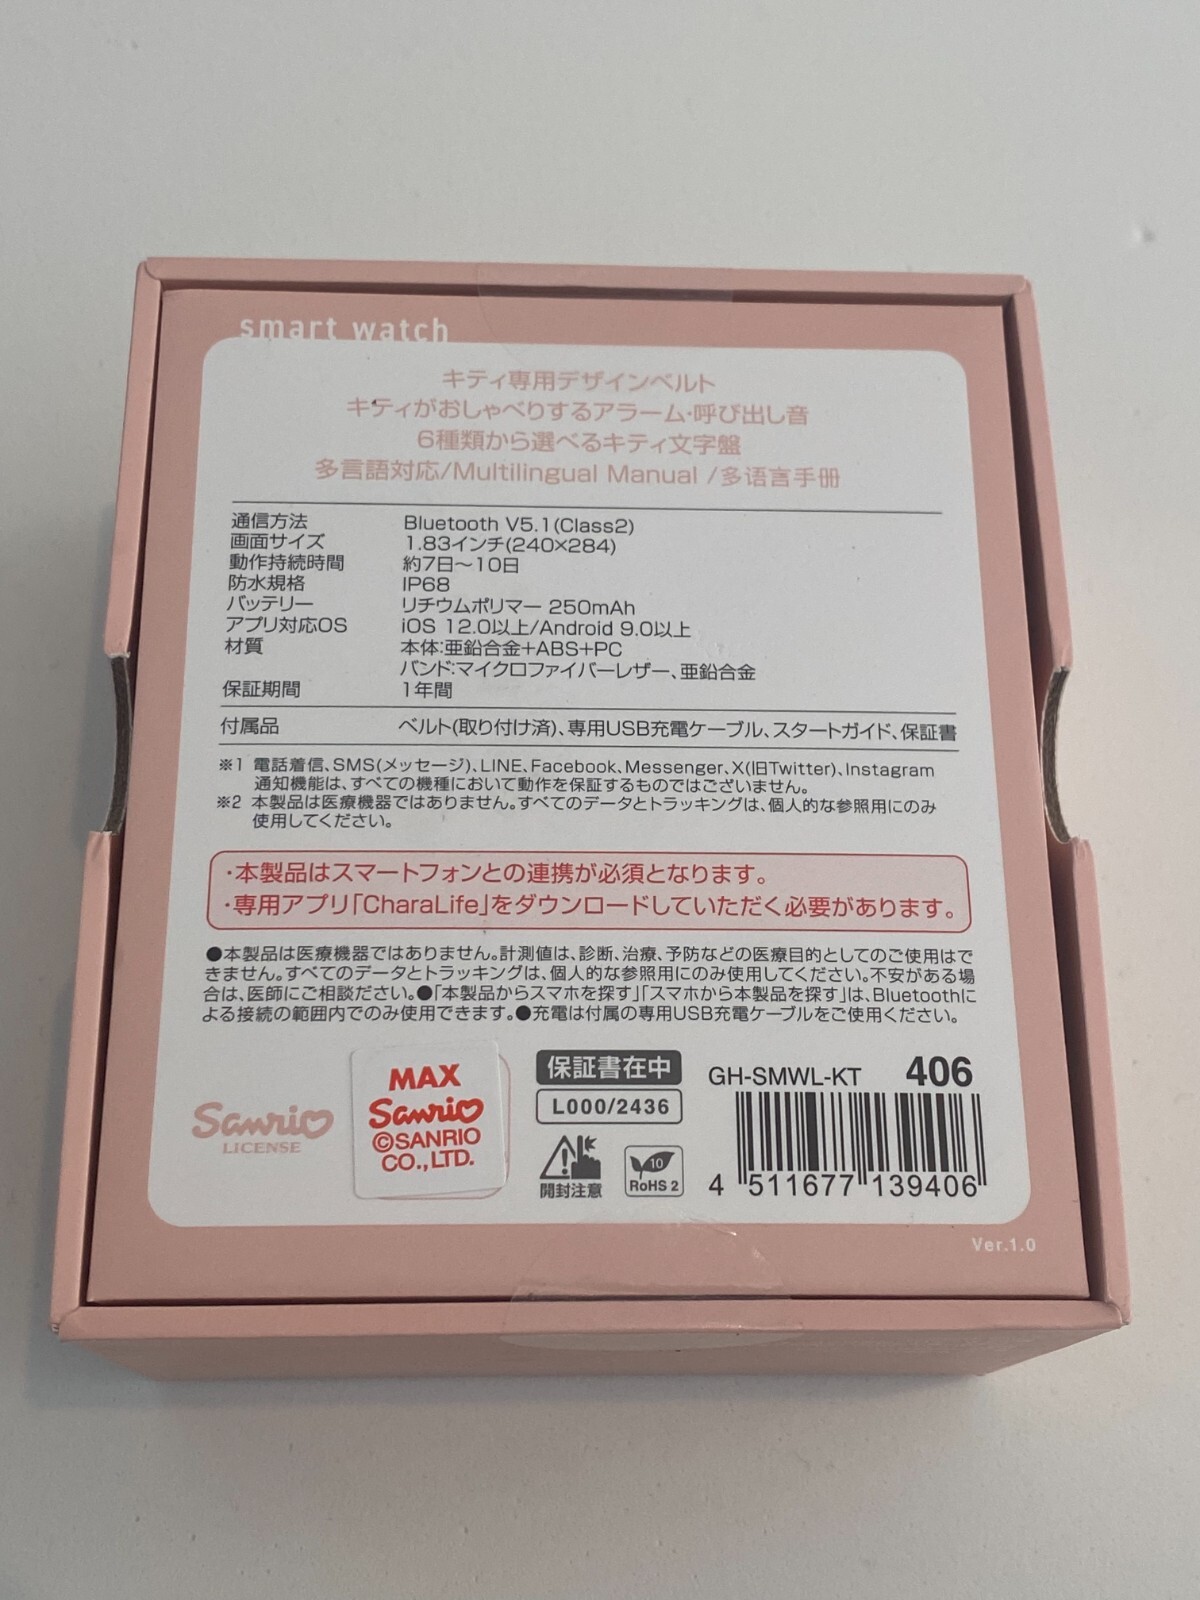 smart watch
キティ専用デザインベルト
キティがおしゃべりするアラーム・呼び出し音
6種類から選べるキティ文字盤
多言語対応/Multilingual Manual /多语言手册
通信方法 Bluetooth V5.1(Class2)
画面サイズ 1.83インチ(240×284)
動作持続時間 約7日〜10日
防水規格 IP68
バッテリー リチウムポリマー 250mAh
アプリ対応OS iOS 12.0以上/Android 9.0以上
材質 本体:亜鉛合金+ABS+PC
バンド:マイクロファイバーレザー、亜鉛合金
保証期間 1年間
付属品 ベルト(取り付け済)、専用USB充電ケーブル、スタートガイド、保証書
※1 電話着信、SMS(メッセージ)、LINE、Facebook、Messenger、X(旧Twitter)、Instagram
通知機能は、すべての機種において動作を保証するものではございません。
※2 本製品は医療機器ではありません。すべてのデータとトラッキングは、個人的な参照用にのみ
使用してください。
・本製品はスマートフォンとの連携が必須となります。
・専用アプリ「CharaLife」をダウンロードしていただく必要があります。
●本製品は医療機器ではありません。計測値は、診断、治療、予防などの医療目的としてのご使用はで
きません。すべてのデータとトラッキングは、個人的な参照用にのみ使用してください。不安がある場
合は、医師にご相談ください。●「本製品からスマホを探す」「スマホから本製品を探す」は、Bluetoothに
よる接続の範囲内でのみ使用できます。●充電は付属の専用USB充電ケーブルをご使用ください。
Sanrio
LICENSE
MAX
Sanrio
©SANRIO
CO.,LTD.
保証書在中
L000/2436
開封注意
10
RoHS 2
GH-SMWL-KT 406
4 511677 139406
Ver.1.0